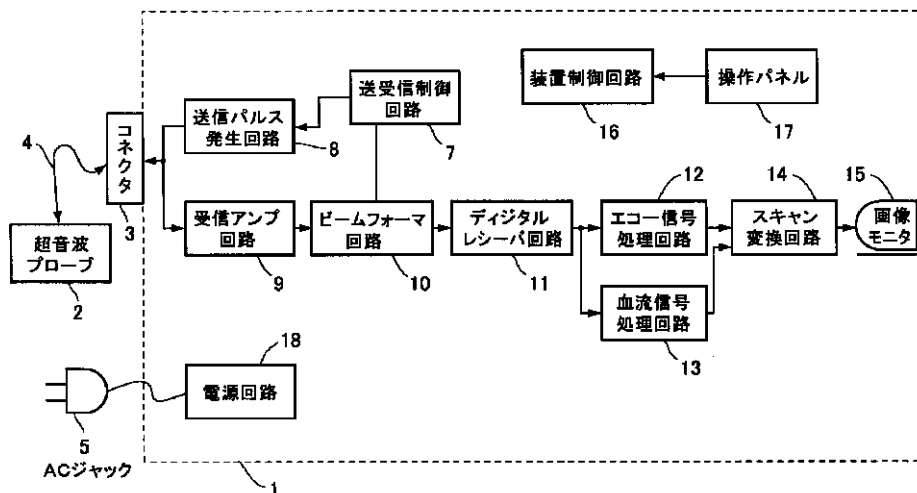 装置制御回路
16
操作パネル
17
送受信制御
回路
7
送信パルス
発生回路
8
コネクタ
3
4
超音波
プローブ
2
受信アンプ
回路
9
ビームフォーマ
回路
10
ディジタル
レシーバ回路
11
12
エコー信号
処理回路
血流信号
処理回路
13
14
スキャン
変換回路
15
画像
モニタ
18
電源回路
5
ACジャック
1